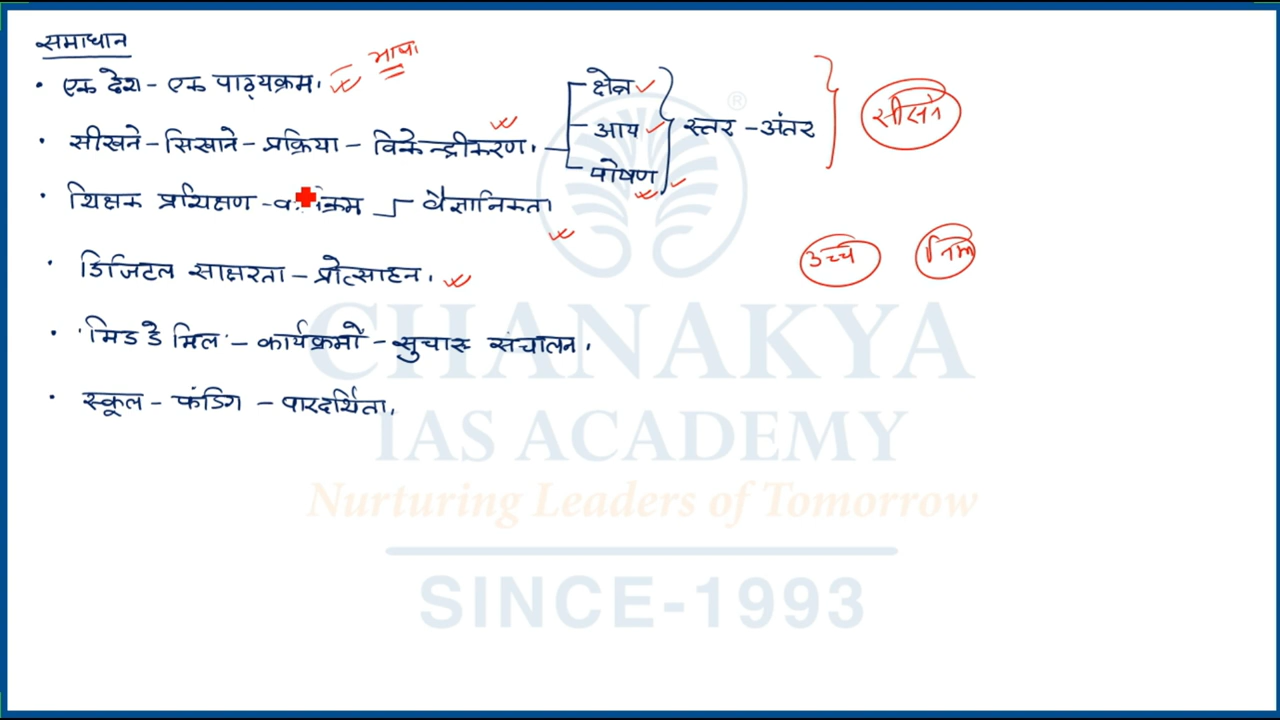 समाधान
• एक देश - एक पाठ्यक्रम. भाषा
• सीखने - सिखाने - प्रक्रिया - विकेन्द्रीकरण.
क्षेत्र
आय
पोषण
स्तर - अंतर
सीखने
• शिक्षक प्रशिक्षण - वैज्ञानिकता
उच्च निम्न
• डिजिटल साक्षरता - प्रोत्साहन.
• 'मिड डे मिल' - कार्यक्रमों - सुचारू संचालन.
• स्कूल - फंडिंग - पारदर्शिता.
®
CHANAKYA
IAS ACADEMY
Nurturing Leaders of Tomorrow
SINCE-1993